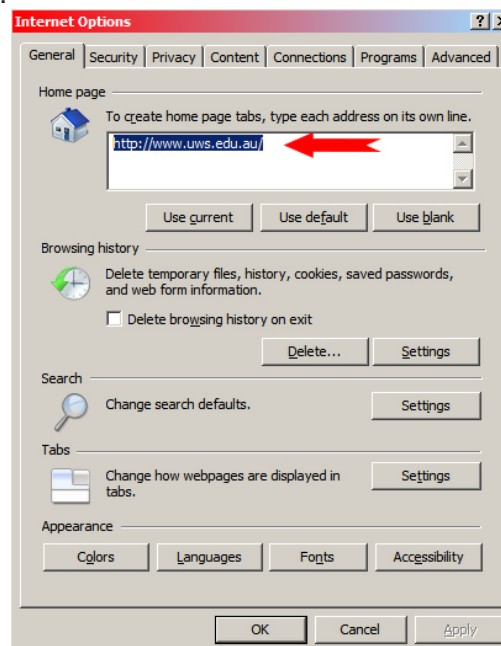 Internet Options ?
General Security Privacy Content Connections Programs Advanced
Home page
To create home page tabs, type each address on its own line.
http://www.uws.edu.au/
Use current Use default Use blank
Browsing history
Delete temporary files, history, cookies, saved passwords,
and web form information.
Delete browsing history on exit
Delete... Settings
Search
Change search defaults. Settings
Tabs
Change how webpages are displayed in Settings
tabs.
Appearance
Colors Languages Fonts Accessibility
OK Cancel Apply